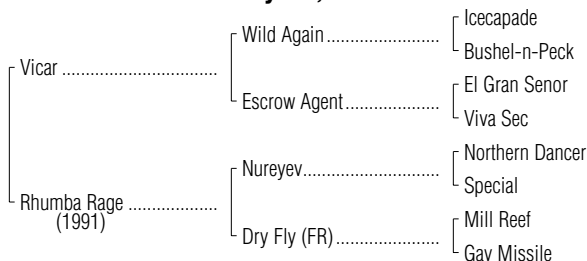 Icecapade
Wild Again
Bushel-n-Peck
Vicar
El Gran Senor
Escrow Agent
Viva Sec
Northern Dancer
Nureyev
Special
Rhumba Rage
(1991)
Mill Reef
Dry Fly (FR)
Gay Missile